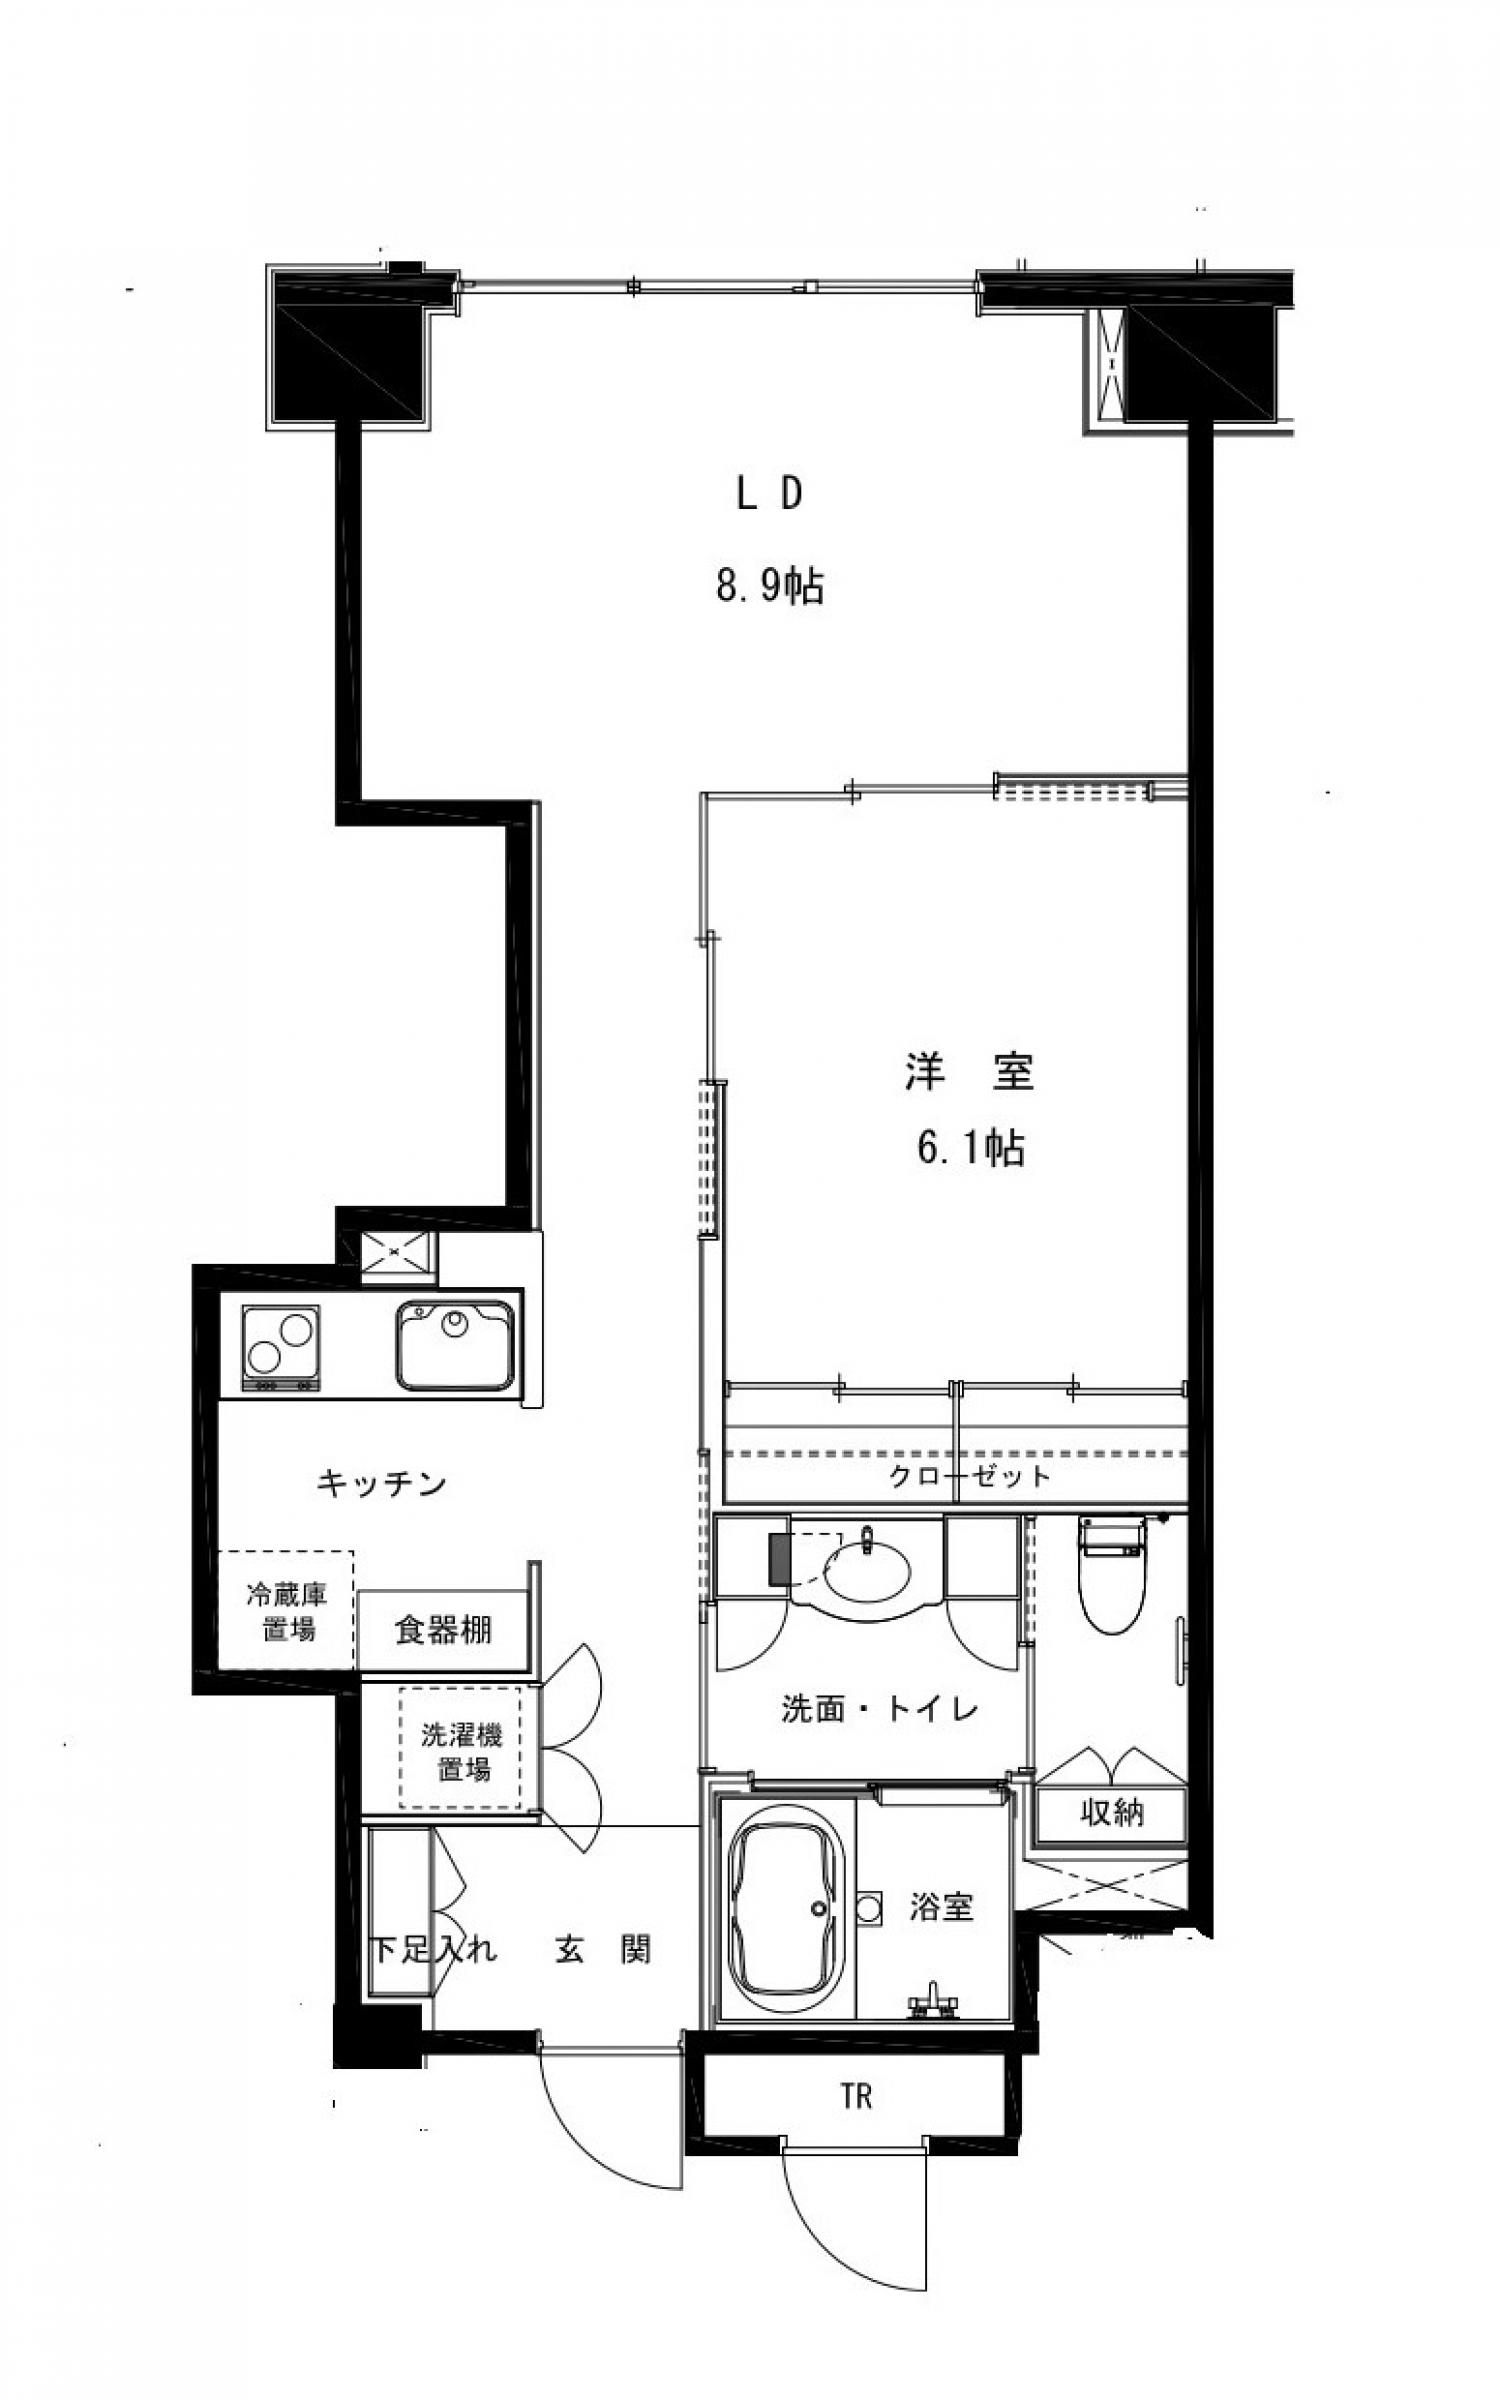 LD
8.9帖
洋 室
6.1帖
クローゼット
キッチン
冷蔵庫
置場
食器棚
洗面・トイレ
洗濯機
置場
収納
浴室
下足入れ
玄 関
TR